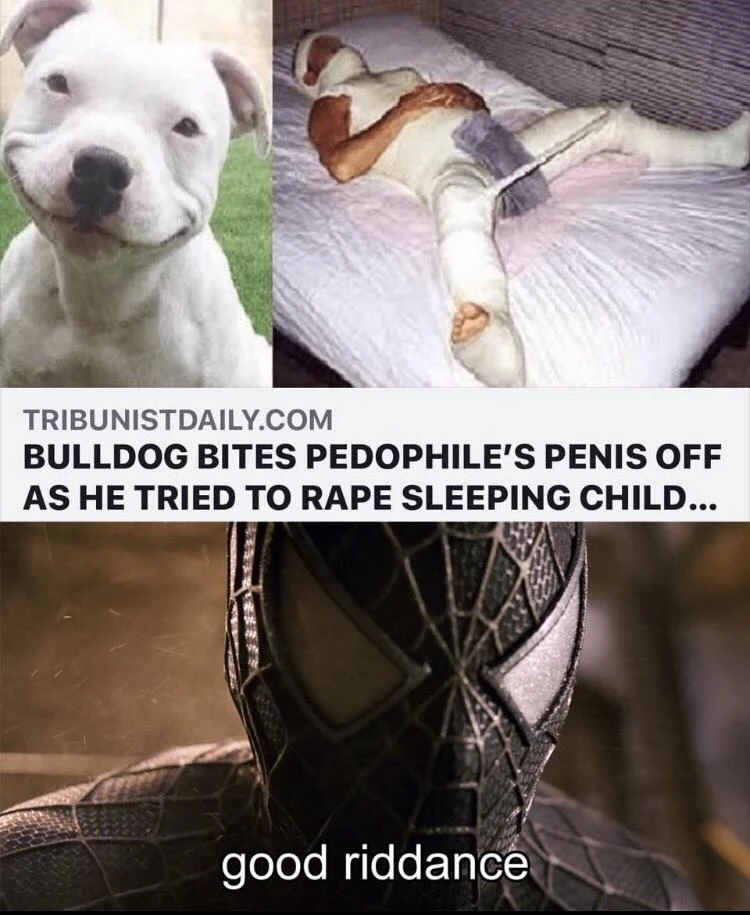 TRIBUNISTDAILY.COM
BULLDOG BITES PEDOPHILE’S PENIS OFF
AS HE TRIED TO RAPE SLEEPING CHILD...
good riddance